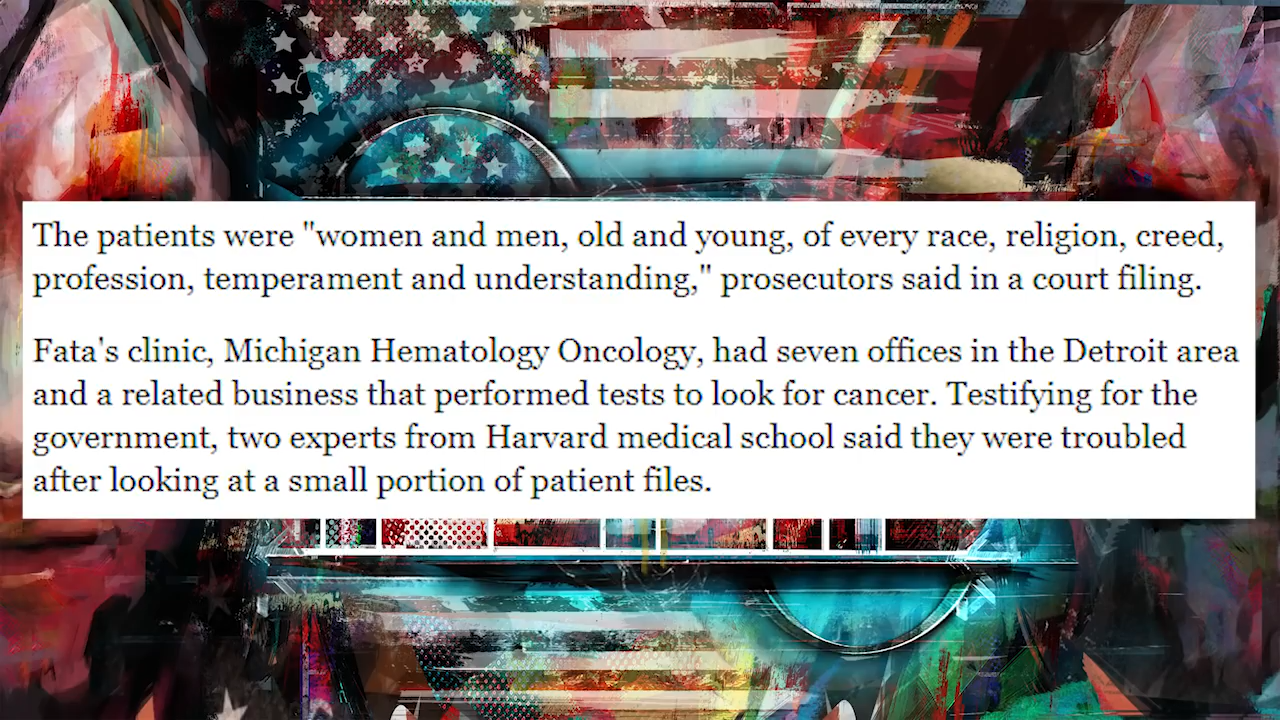 The patients were "women and men, old and young, of every race, religion, creed,
profession, temperament and understanding," prosecutors said in a court filing.
Fata's clinic, Michigan Hematology Oncology, had seven offices in the Detroit area
and a related business that performed tests to look for cancer. Testifying for the
government, two experts from Harvard medical school said they were troubled
after looking at a small portion of patient files.